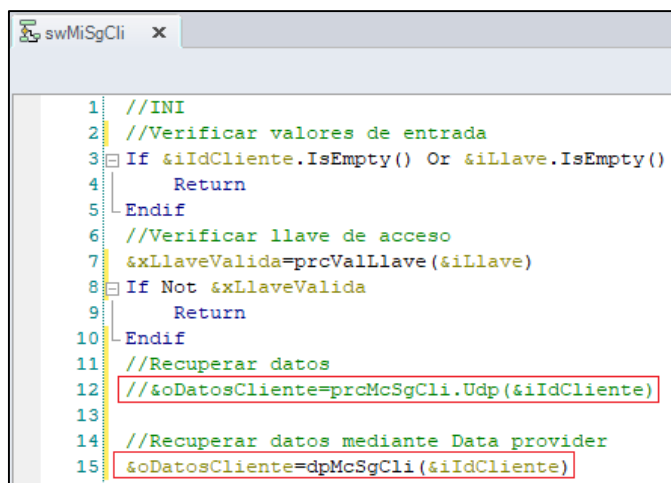 swMiSgCli x
1 //INI
2 //Verificar valores de entrada
3 If &iIdCliente.IsEmpty() Or &iLlave.IsEmpty()
4 Return
5 Endif
6 //Verificar llave de acceso
7 &xLlaveValida=prcValLlave(&iLlave)
8 If Not &xLlaveValida
9 Return
10 Endif
11 //Recuperar datos
12 //&oDatosCliente=prcMcSgCli.Udp(&iIdCliente)
13
14 //Recuperar datos mediante Data provider
15 &oDatosCliente=dpMcSgCli(&iIdCliente)